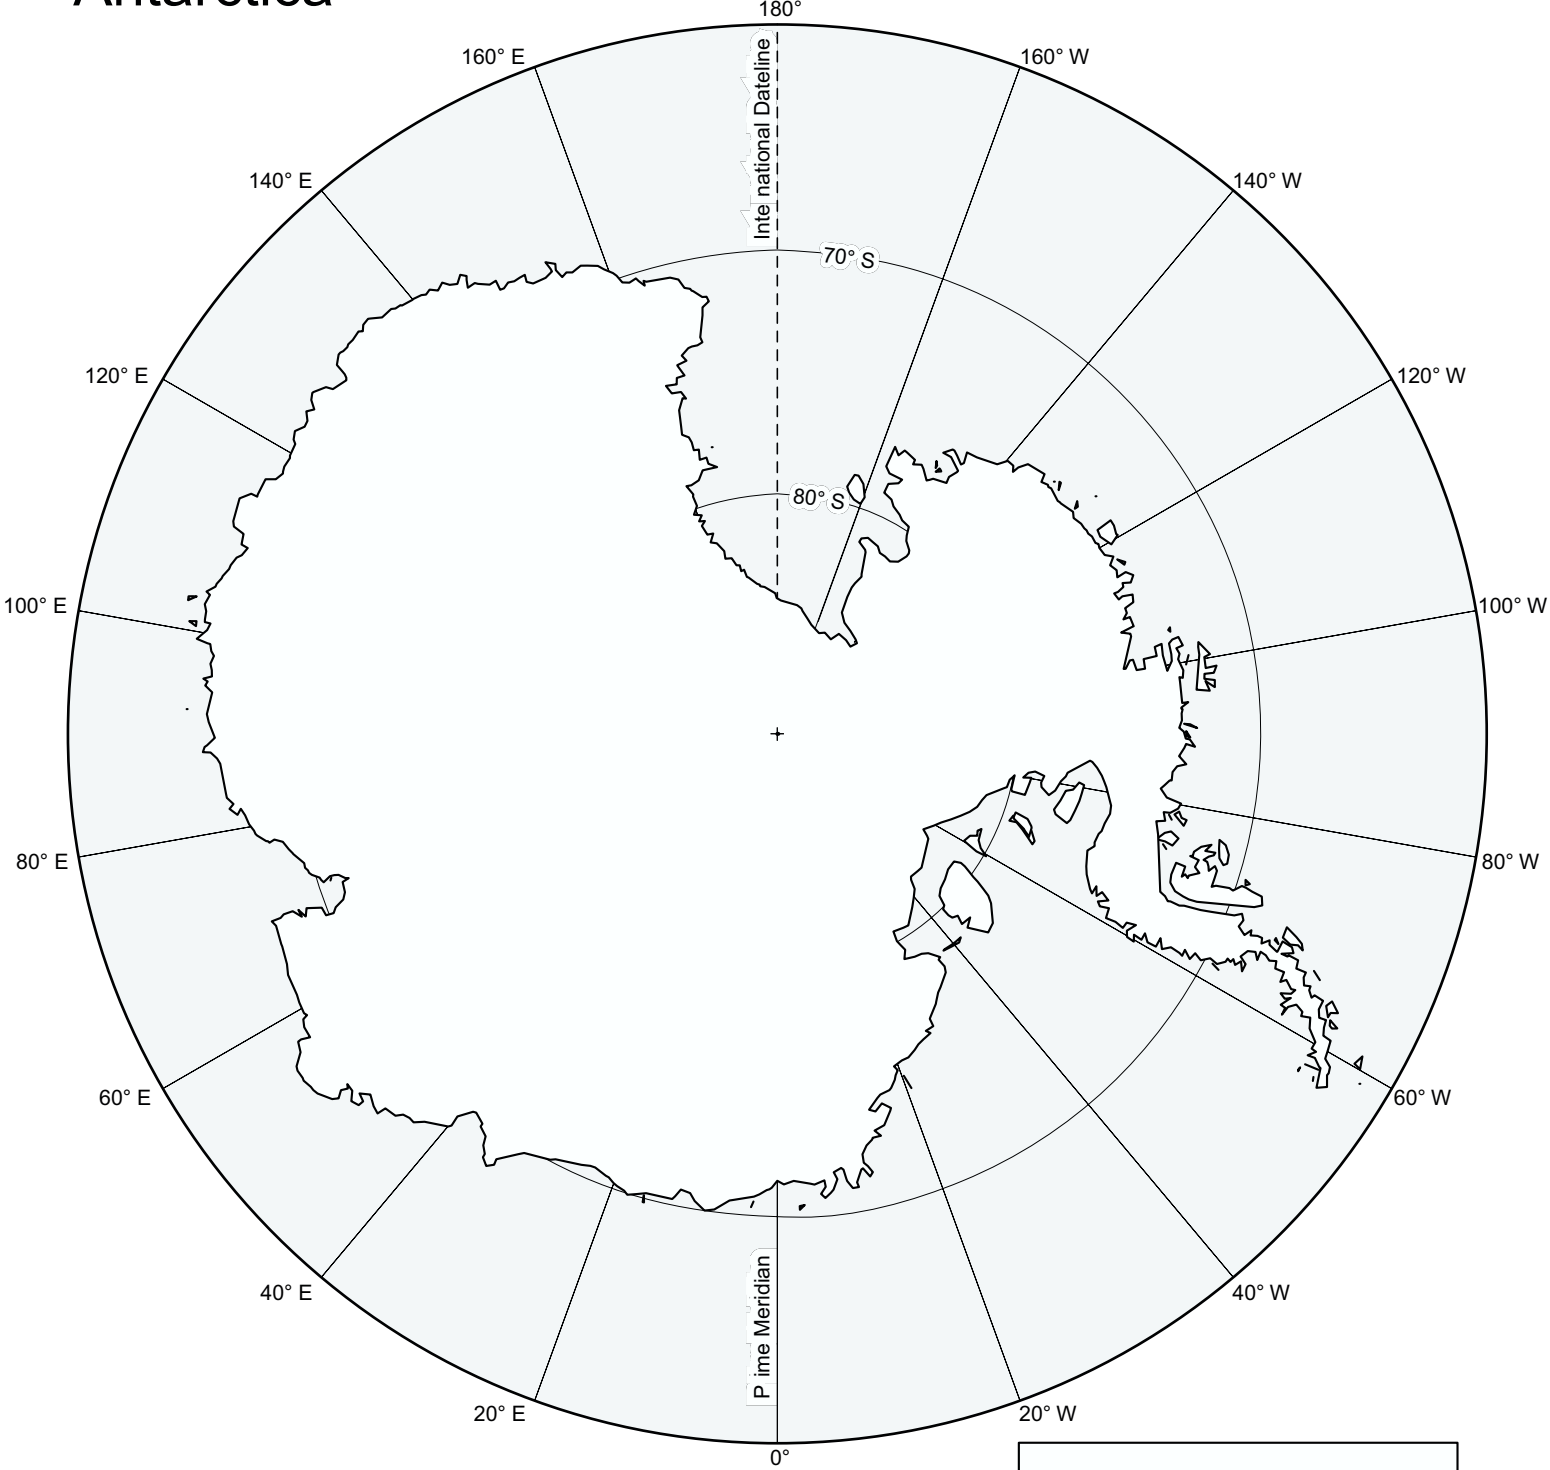 Antarctica
180°
160° E
160° W
140° E
140° W
Inte national Dateline
70° S
120° E
120° W
80° S
100° E
100° W
80° E
80° W
60° E
60° W
40° E
40° W
P ime Meridian
20° E
20° W
0°